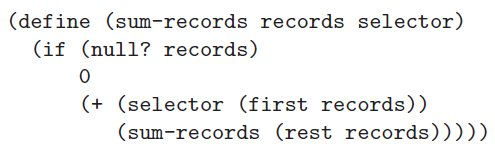 (define (sum-records records selector)
  (if (null? records)
      0
      (+ (selector (first records))
         (sum-records (rest records)))))